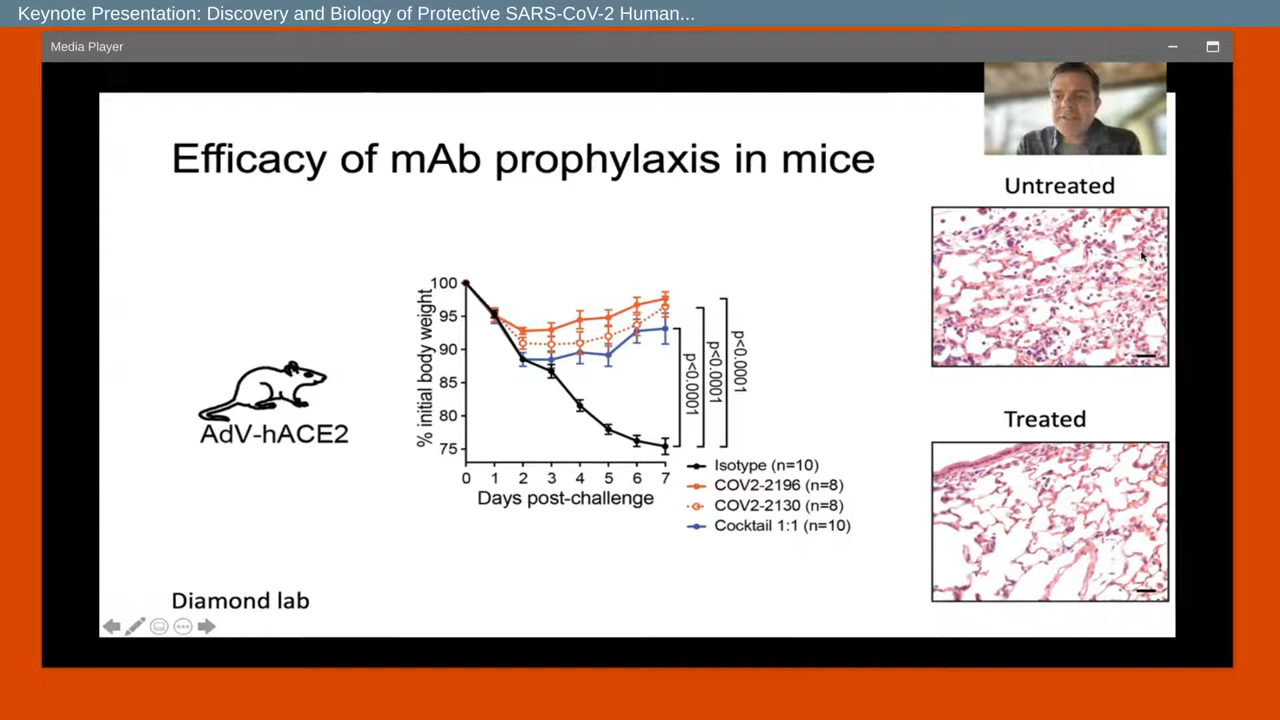 Keynote Presentation: Discovery and Biology of Protective SARS-CoV-2 Human...
Media Player
Efficacy of mAb prophylaxis in mice
Untreated
Treated
AdV-hACE2
% initial body weight
100
95
90
85
80
75
0 1 2 3 4 5 6 7
Days post-challenge
p<0.0001
p<0.0001
p<0.0001
Isotype (n=10)
COV2-2196 (n=8)
COV2-2130 (n=8)
Cocktail 1:1 (n=10)
Diamond lab